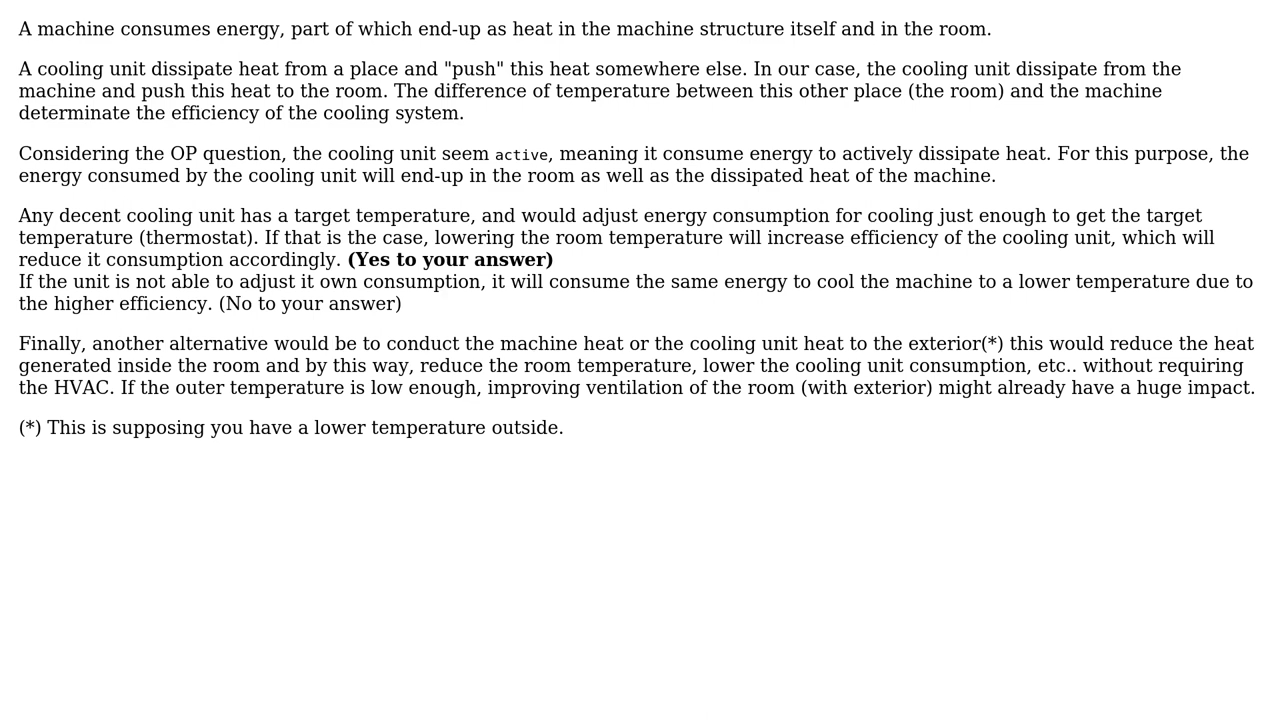 A machine consumes energy, part of which end-up as heat in the machine structure itself and in the room.
A cooling unit dissipate heat from a place and "push" this heat somewhere else. In our case, the cooling unit dissipate from the
machine and push this heat to the room. The difference of temperature between this other place (the room) and the machine
determinate the efficiency of the cooling system.
Considering the OP question, the cooling unit seem active, meaning it consume energy to actively dissipate heat. For this purpose, the
energy consumed by the cooling unit will end-up in the room as well as the dissipated heat of the machine.
Any decent cooling unit has a target temperature, and would adjust energy consumption for cooling just enough to get the target
temperature (thermostat). If that is the case, lowering the room temperature will increase efficiency of the cooling unit, which will
reduce it consumption accordingly. (Yes to your answer)
If the unit is not able to adjust it own consumption, it will consume the same energy to cool the machine to a lower temperature due to
the higher efficiency. (No to your answer)
Finally, another alternative would be to conduct the machine heat or the cooling unit heat to the exterior(*) this would reduce the heat
generated inside the room and by this way, reduce the room temperature, lower the cooling unit consumption, etc.. without requiring
the HVAC. If the outer temperature is low enough, improving ventilation of the room (with exterior) might already have a huge impact.
(*) This is supposing you have a lower temperature outside.